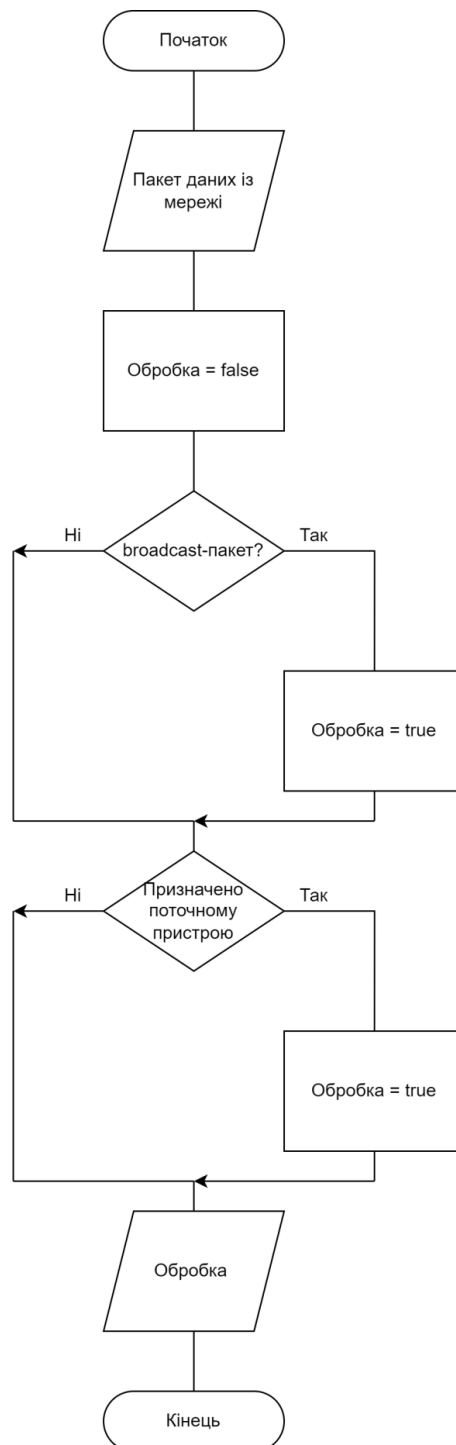 Початок
Пакет даних із
мережі
Обробка = false
Ні
broadcast-пакет?
Так
Обробка = true
Ні
Призначено
поточному
пристрою
Так
Обробка = true
Обробка
Кінець